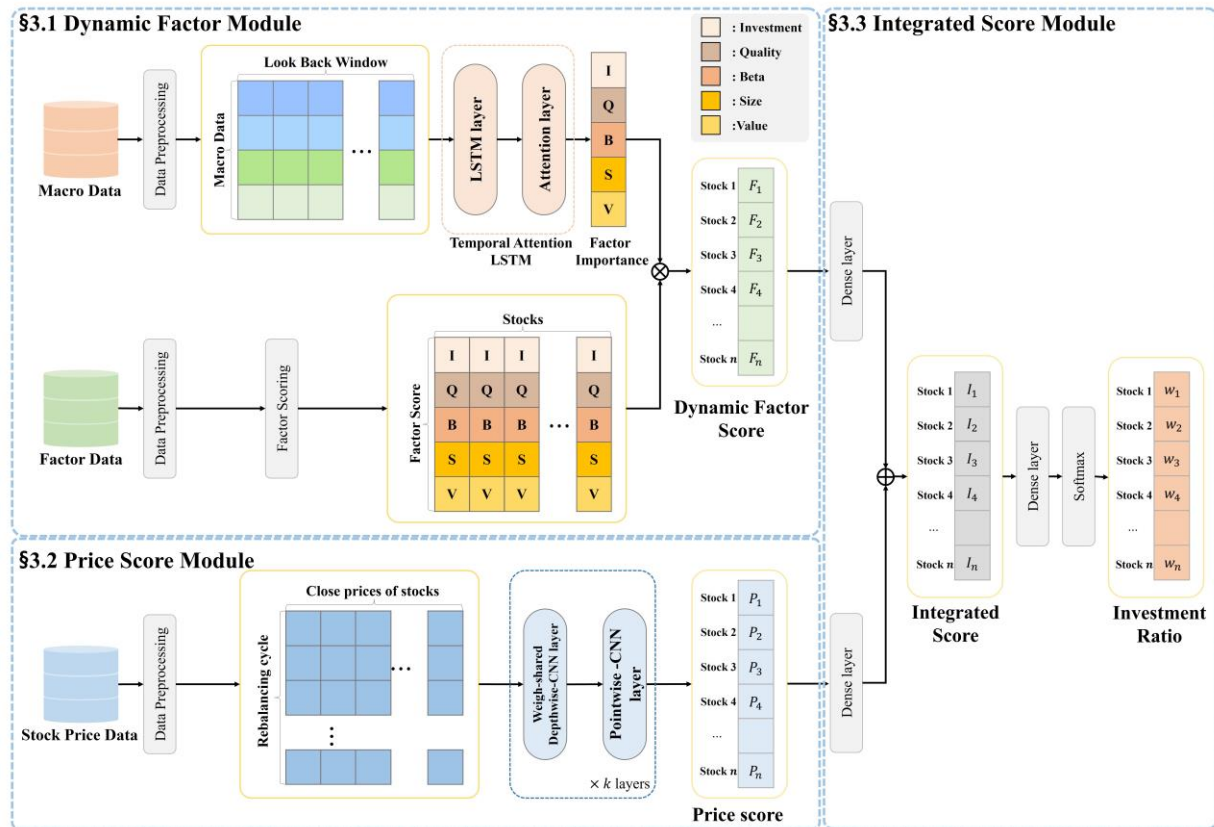 §3.1 Dynamic Factor Module
Macro Data
Data Preprocessing
Look Back Window
Macro Data
...
LSTM layer
Attention layer
Temporal Attention
LSTM
I
Q
B
S
V
Factor
Importance
: Investment
: Quality
: Beta
: Size
:Value
Factor Data
Data Preprocessing
Factor Scoring
Stocks
Factor Score
I I I I
Q Q Q Q
B B B ... B
S S S S
V V V V
Stock 1 F₁
Stock 2 F₂
Stock 3 F₃
Stock 4 F₄
...
Stock n Fₙ
Dynamic Factor
Score
§3.2 Price Score Module
Stock Price Data
Data Preprocessing
Close prices of stocks
Rebalancing cycle
...
...
Weigh-shared
Depthwise-CNN layer
Pointwise -CNN
layer
× k layers
Stock 1 P₁
Stock 2 P₂
Stock 3 P₃
Stock 4 P₄
...
Stock n Pₙ
Price score
§3.3 Integrated Score Module
Dense layer
Dense layer
Stock 1 I₁
Stock 2 I₂
Stock 3 I₃
Stock 4 I₄
...
Stock n Iₙ
Integrated
Score
Dense layer
Softmax
Stock 1 w₁
Stock 2 w₂
Stock 3 w₃
Stock 4 w₄
...
Stock n wₙ
Investment
Ratio